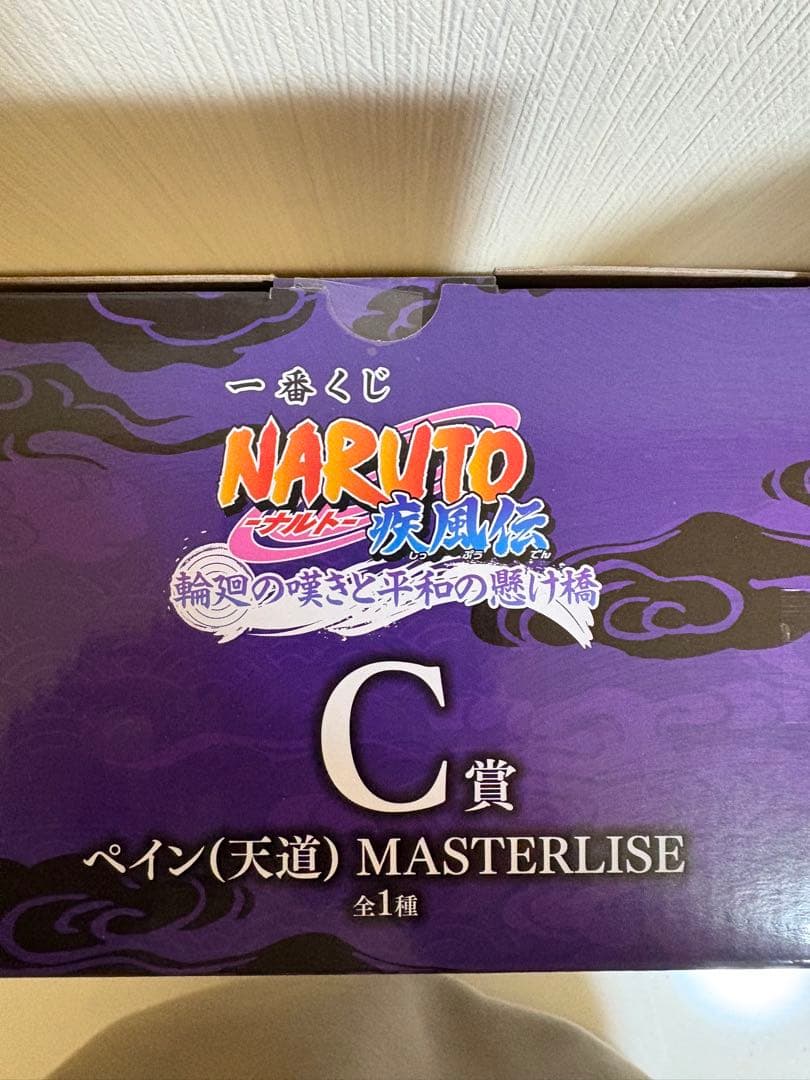 一番くじ
NARUTO
-ナルト-
疾風伝
しっ ぷう でん
輪廻の嘆きと平和の懸け橋
C賞
ペイン(天道) MASTERLISE
全1種